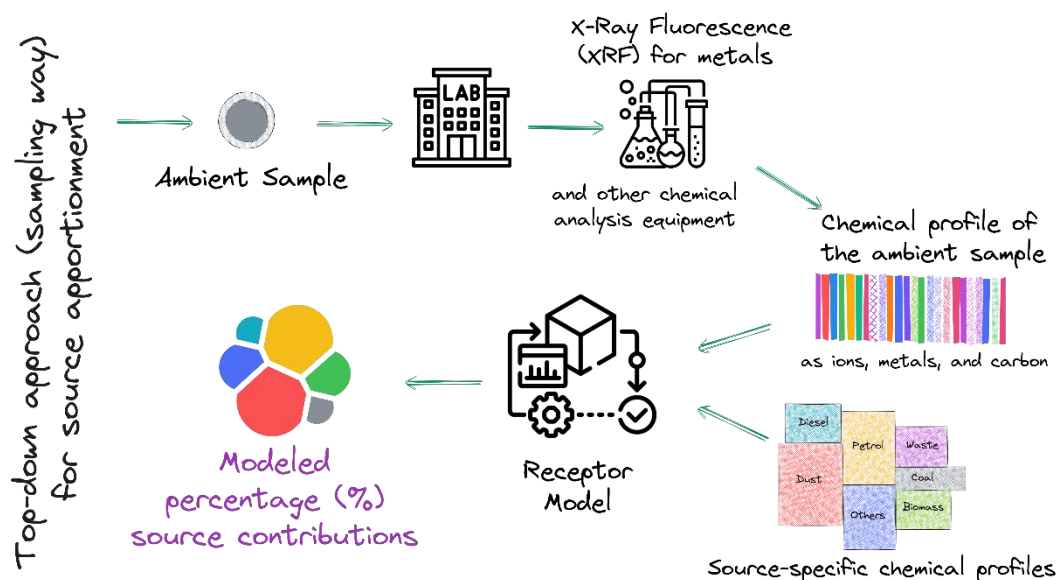 Top-down approach (sampling way)
for source apportionment
Ambient Sample
LAB
X-Ray Fluorescence
(XRF) for metals
and other chemical
analysis equipment
Chemical profile of
the ambient sample
as ions, metals, and carbon
Diesel
Petrol
Waste
Dust
Coal
Others
Biomass
Source-specific chemical profiles
Receptor
Model
Modeled
percentage (%)
source contributions